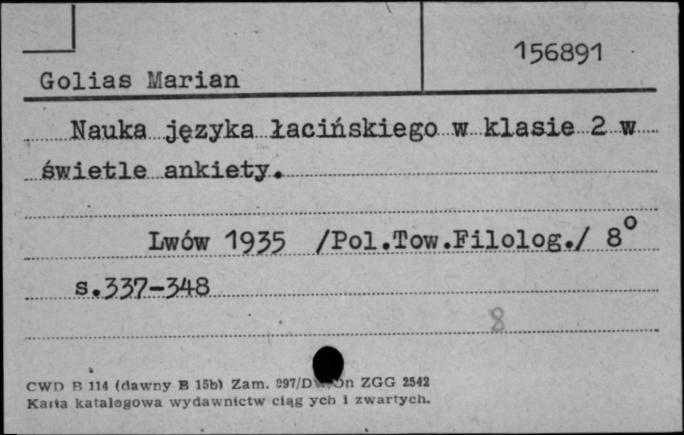 156891
Golias Marian
Nauka języka łacińskiego w klasie 2 w
świetle ankiety.
Lwów 1935 /Pol.Tow.Filolog./ 8°
s.337-348
8
CWD B 114 (dawny B 15b) Zam. ZGG 2542
Karta katalogowa wydawnictw ciąg ych i zwartych.